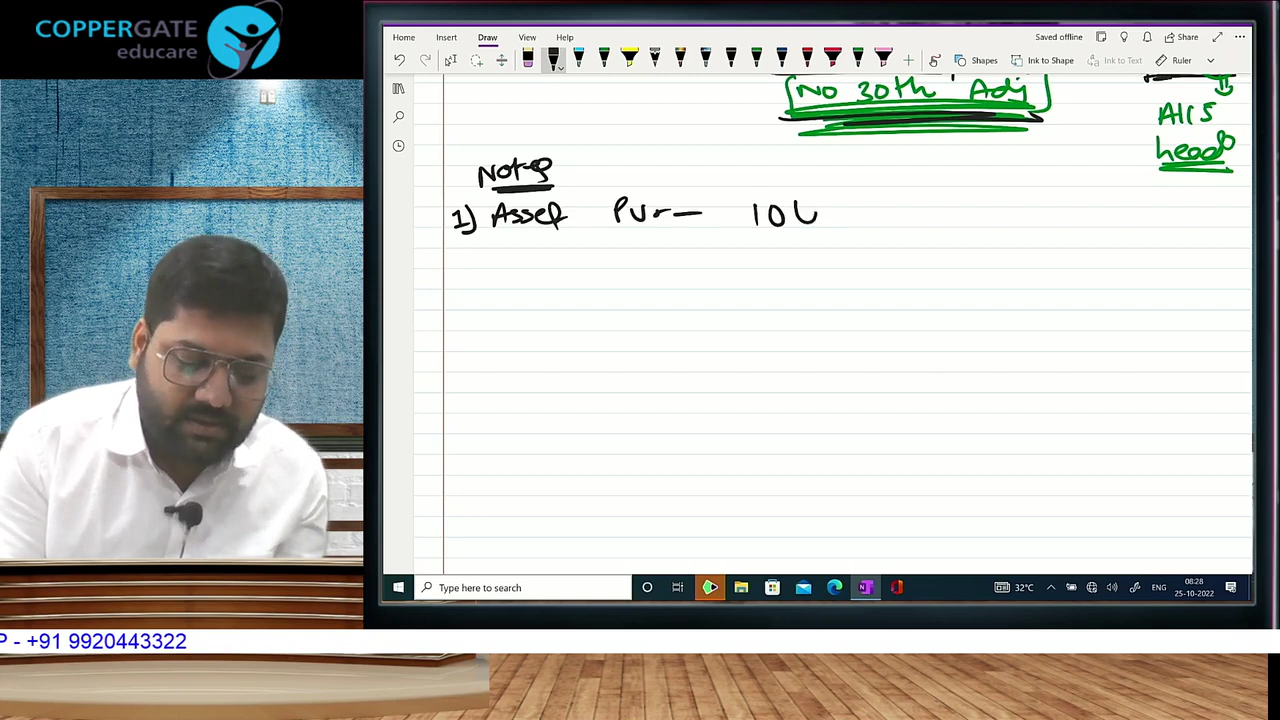 COPPERGATE
educare
Home Insert Draw View Help
Saved offline
Share
Shapes
Ink to Shape
Ink to Text
Ruler
[No 30th Adj]
All 5
heads
Notes
1) Asset Pur— 10L
Type here to search
32°C
ENG
08:28
25-10-2022
P - +91 9920443322